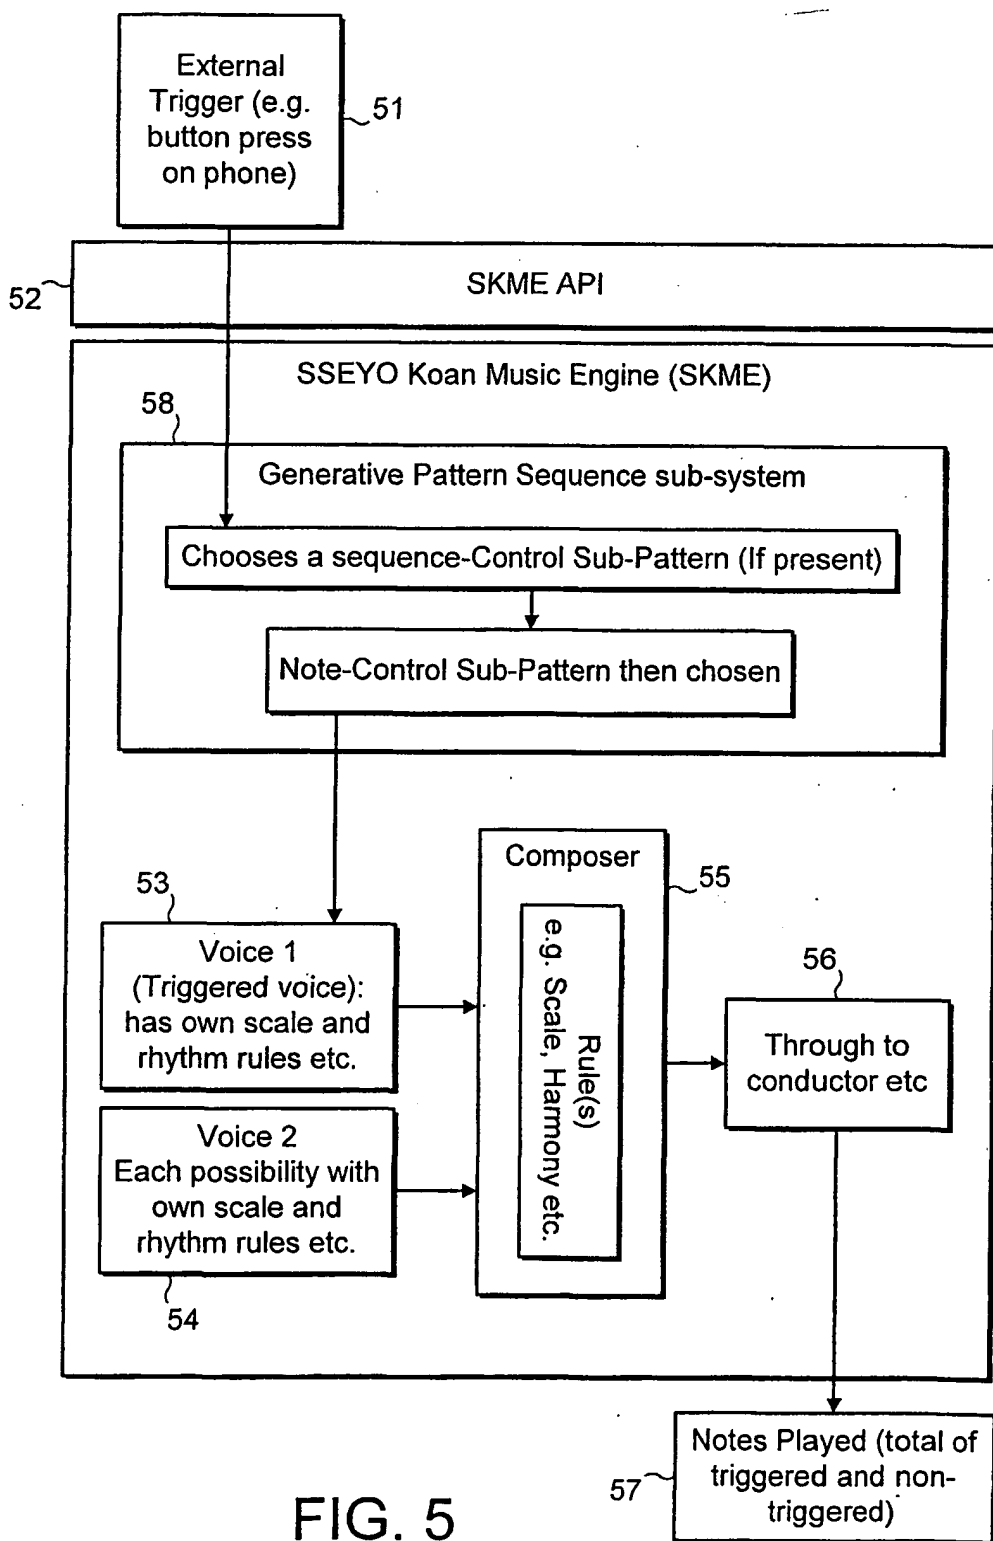 External
Trigger (e.g.
button press
on phone)
51
52
SKME API
SSEYO Koan Music Engine (SKME)
58
Generative Pattern Sequence sub-system
Chooses a sequence-Control Sub-Pattern (If present)
Note-Control Sub-Pattern then chosen
53
Voice 1
(Triggered voice):
has own scale and
rhythm rules etc.
Voice 2
Each possibility with
own scale and
rhythm rules etc.
54
Composer
55
Rule(s)
e.g. Scale, Harmony etc.
56
Through to
conductor etc
57
Notes Played (total of
triggered and non-
triggered)
FIG. 5